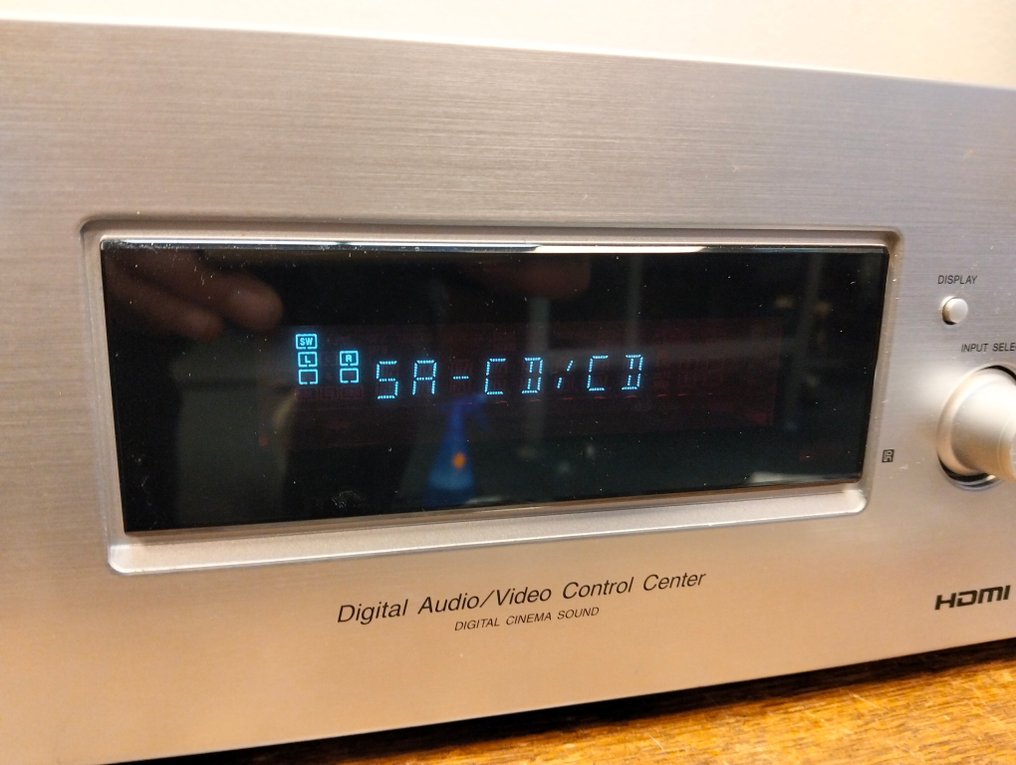 DISPLAY
INPUT SELE
SW
L R
SA-CD/CD
HDMI
Digital Audio/Video Control Center
DIGITAL CINEMA SOUND